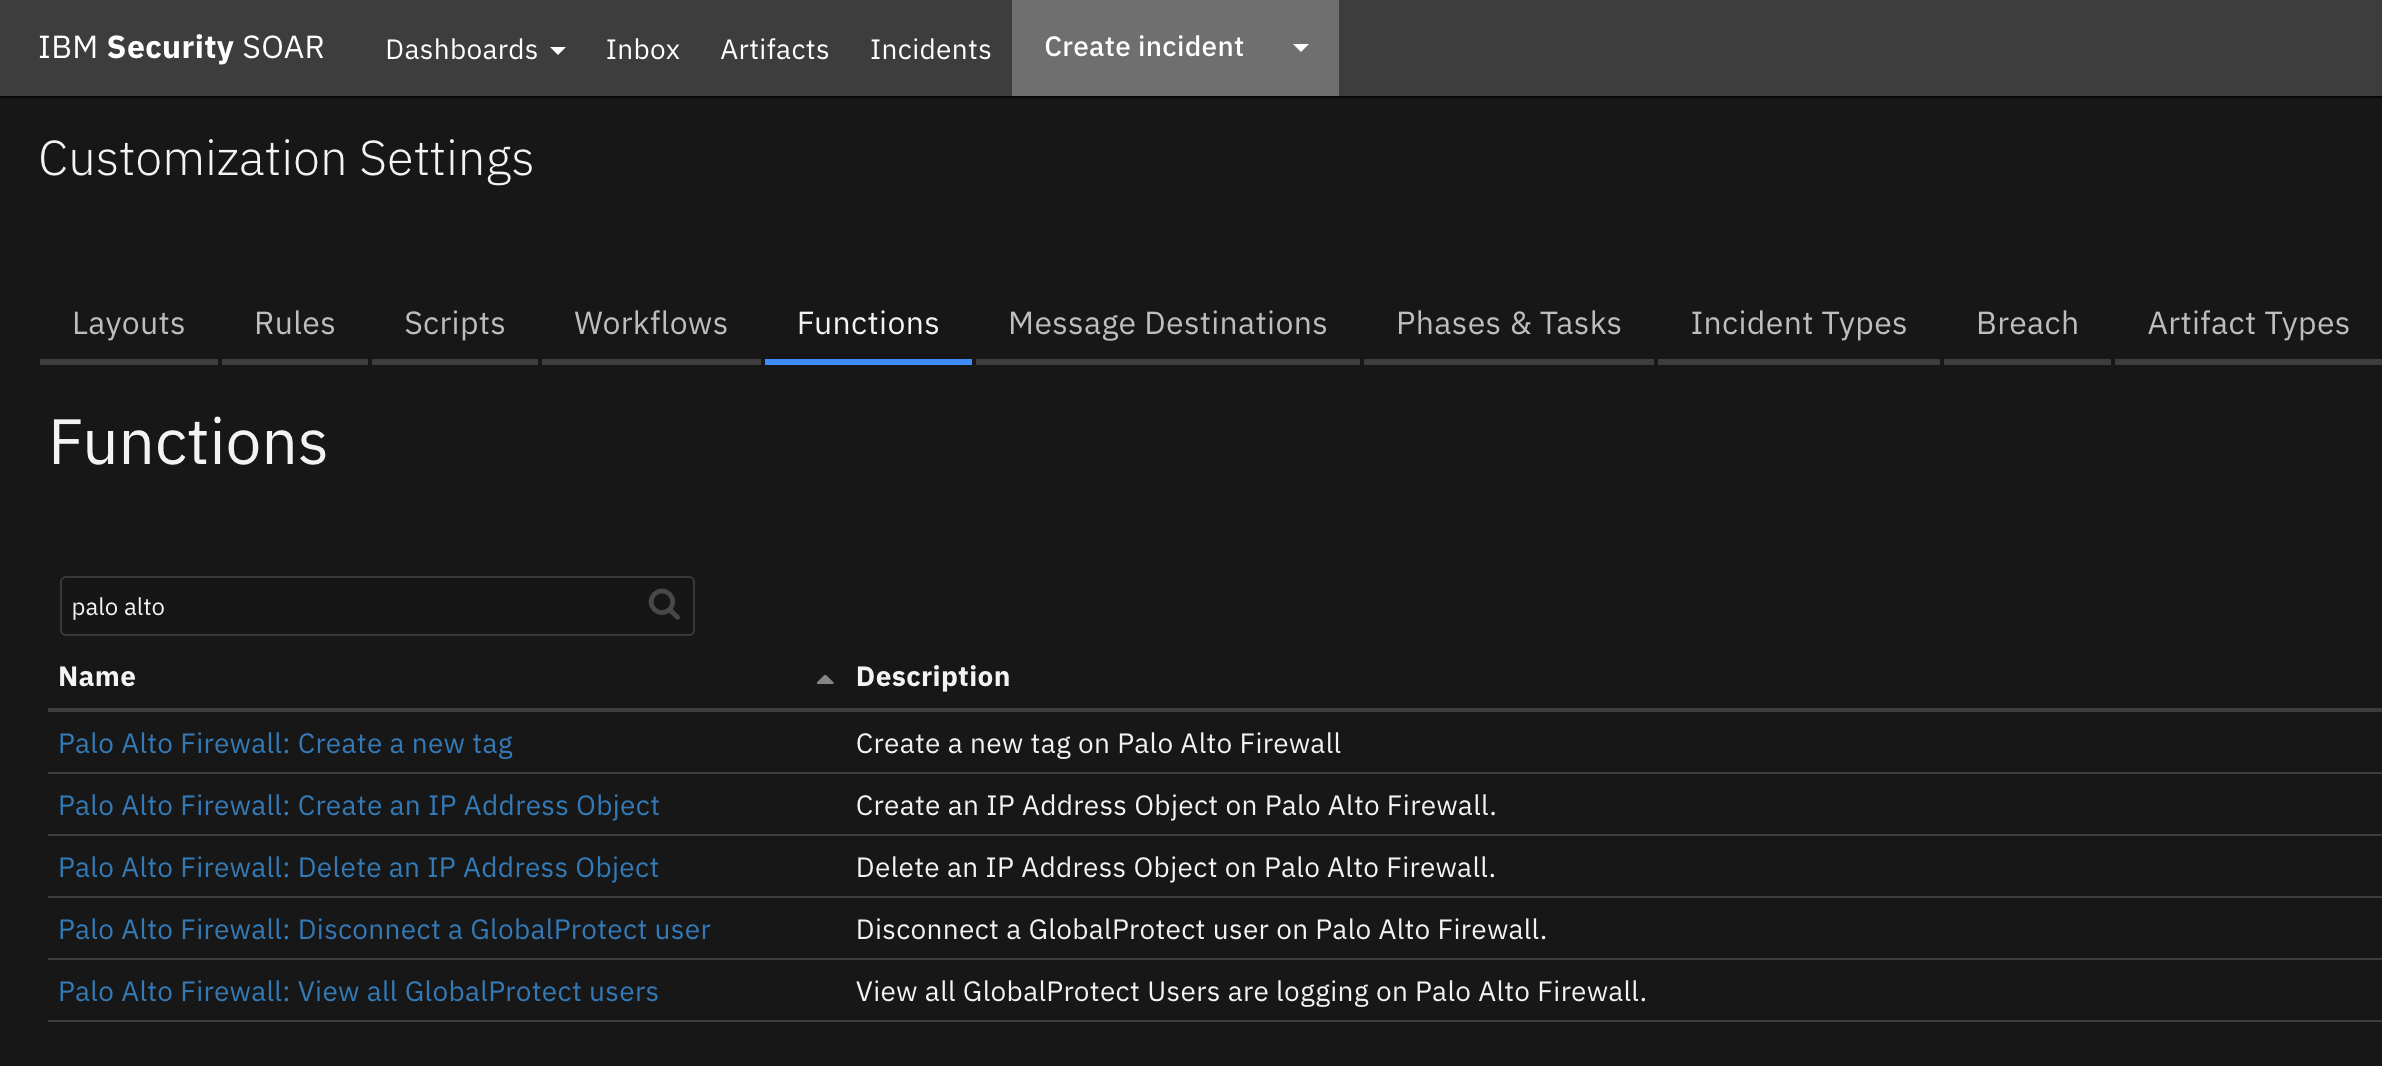 IBM Security SOAR Dashboards Inbox Artifacts Incidents Create incident
Customization Settings
Layouts Rules Scripts Workflows Functions Message Destinations Phases & Tasks Incident Types Breach Artifact Types
Functions
palo alto
Name Description
Palo Alto Firewall: Create a new tag Create a new tag on Palo Alto Firewall
Palo Alto Firewall: Create an IP Address Object Create an IP Address Object on Palo Alto Firewall.
Palo Alto Firewall: Delete an IP Address Object Delete an IP Address Object on Palo Alto Firewall.
Palo Alto Firewall: Disconnect a GlobalProtect user Disconnect a GlobalProtect user on Palo Alto Firewall.
Palo Alto Firewall: View all GlobalProtect users View all GlobalProtect Users are logging on Palo Alto Firewall.